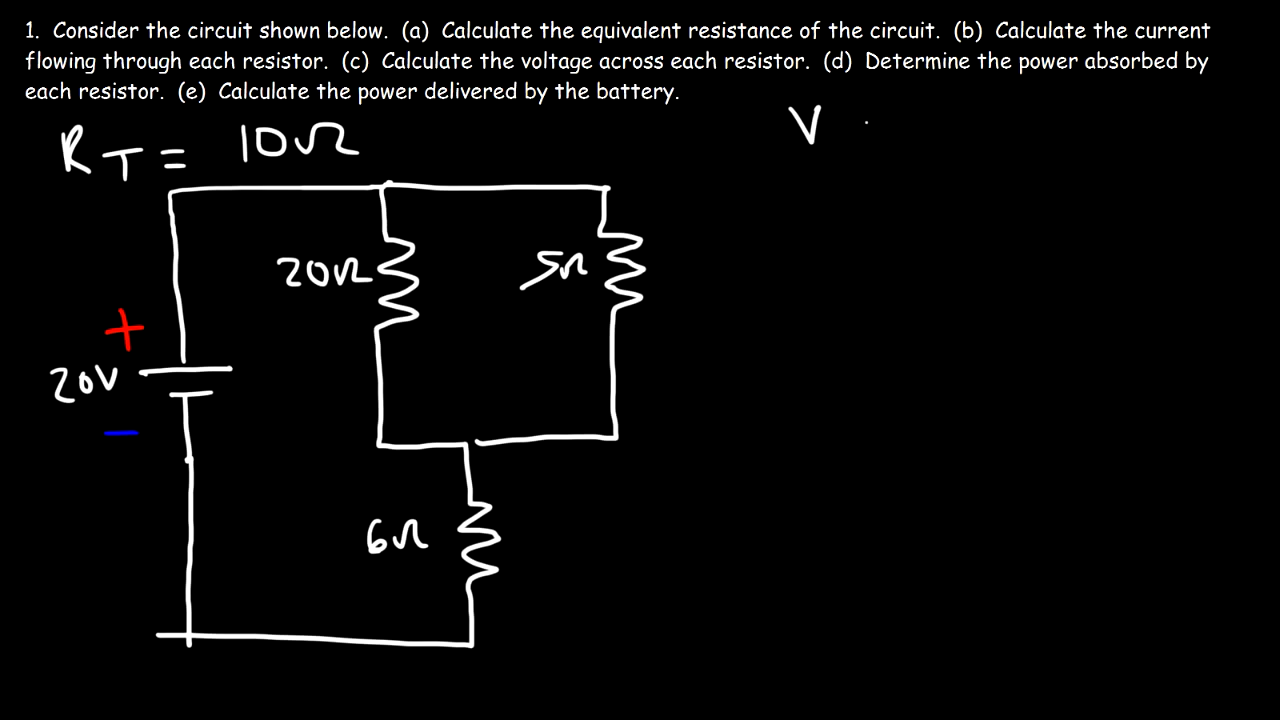 1. Consider the circuit shown below. (a) Calculate the equivalent resistance of the circuit. (b) Calculate the current
flowing through each resistor. (c) Calculate the voltage across each resistor. (d) Determine the power absorbed by
each resistor. (e) Calculate the power delivered by the battery.
V
RT = 10Ω
20Ω
5Ω
+
20V
−
6Ω